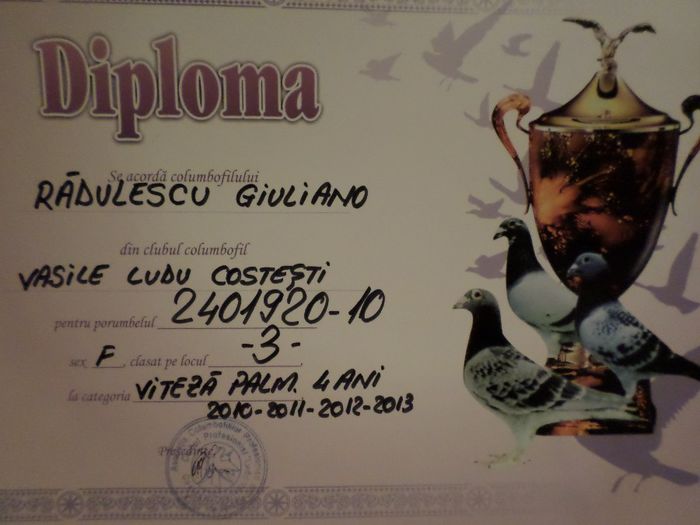 Diploma
Se acordă columbofilului
RĂDULESCU GIULIANO
din clubul columbofil
VASILE LUDU COSTEȘTI
pentru porumbelul 2401920-10
sex F, clasat pe locul -3-
la categoria VITEZĂ PALM. 4 ANI
2010-2011-2012-2013
Președinte,